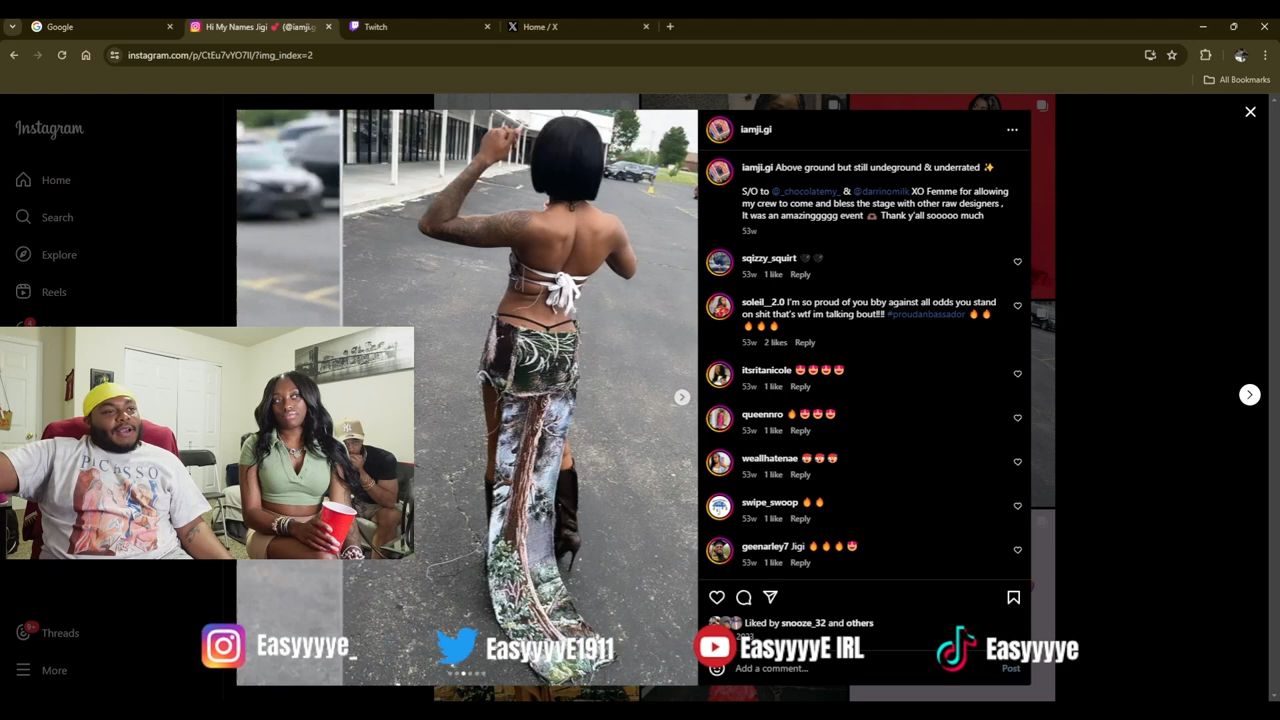 Google
Hi My Names Jigi 💕 (@iamji.g
Twitch
Home / X
instagram.com/p/CtEu7vYO7Il/?img_index=2
All Bookmarks
Instagram
Home
Search
Explore
Reels
9+
Threads
More
iamji.gi
iamji.gi Above ground but still undeground & underrated ✨
S/O to @_chocolatemy_ & @darrinomilk XO Femme for allowing
my crew to come and bless the stage with other raw designers ,
It was an amazinggggg event 🫶🏾 Thank y'all sooooo much
53w
sqizzy_squirt 🖤🖤
53w 1 like Reply
soleil__2.0 I'm so proud of you bby against all odds you stand
on shit that's wtf im talking bout!!!! #proudanbassador 🔥🔥
🔥🔥🔥
53w 2 likes Reply
itsritanicole 😍😍😍😍
53w 1 like Reply
queennro 🔥😍😍😍
53w 1 like Reply
weallhatenae 😍😍😍
53w 1 like Reply
swipe_swoop 🔥🔥
53w 1 like Reply
geenarley7 Jigi 🔥🔥🔥😍
53w 1 like Reply
Liked by snooze_32 and others
Add a comment...
Post
PICASSO
Easyyyye_
EasyyyyE1911
EasyyyyE IRL
Easyyyye